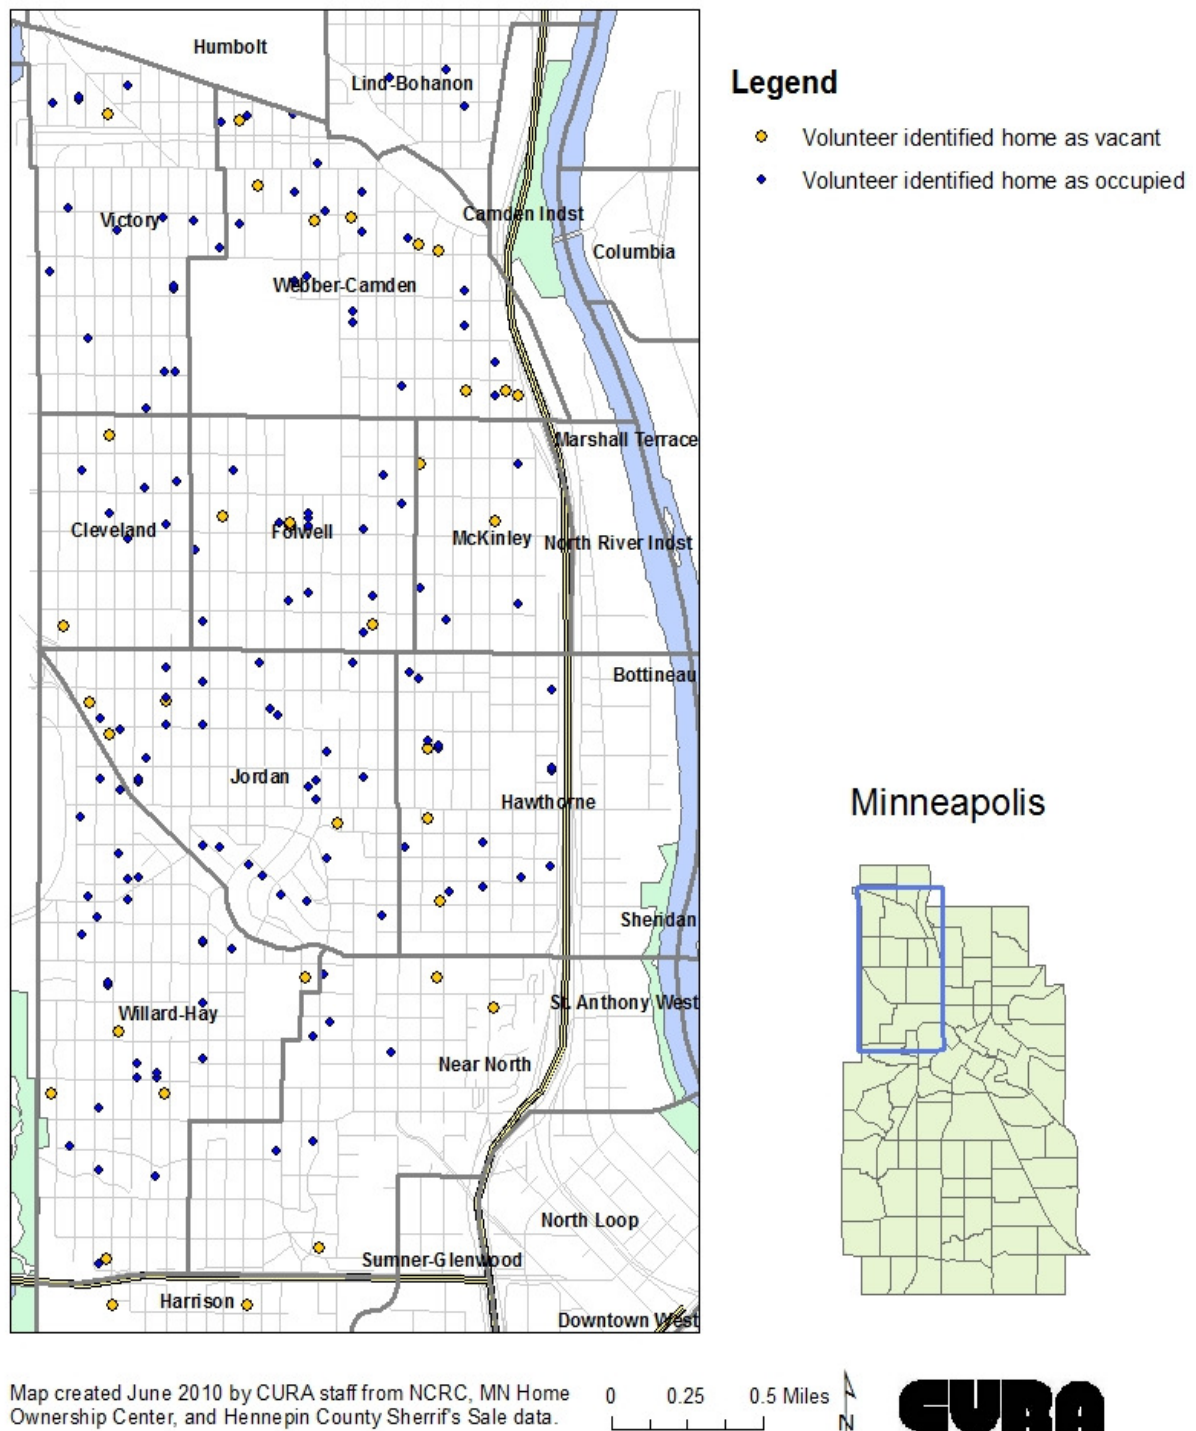 Humbolt
Lind-Bohanon
Legend
Volunteer identified home as vacant
Volunteer identified home as occupied
Victory
Camden Indst
Columbia
Webber-Camden
Marshall Terrace
Cleveland
Folwell
McKinley
North River Indst
Bottineau
Jordan
Hawthorne
Minneapolis
Sheridan
St. Anthony West
Willard-Hay
Near North
North Loop
Sumner-Glenwood
Harrison
Downtown West
Map created June 2010 by CURA staff from NCRC, MN Home
Ownership Center, and Hennepin County Sherrif's Sale data.
0 0.25 0.5 Miles
N
CURA